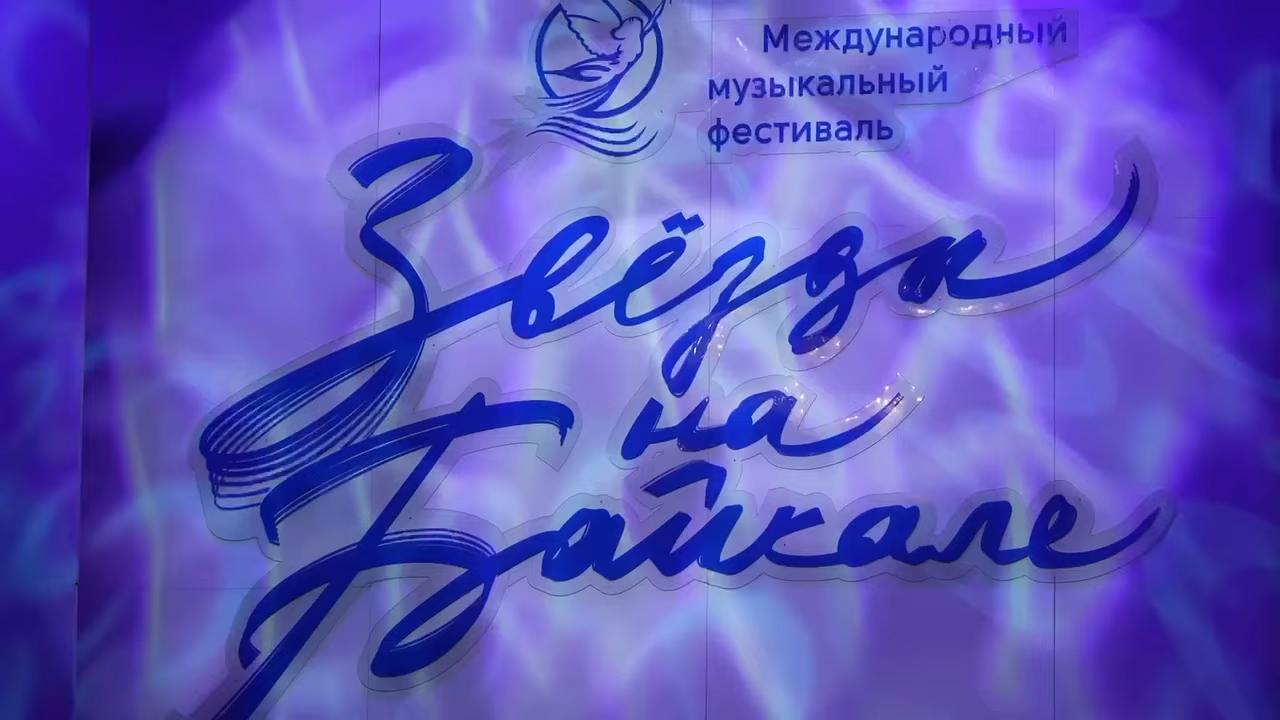 Международный
музыкальный
фестиваль
Звёзды
на
Байкале